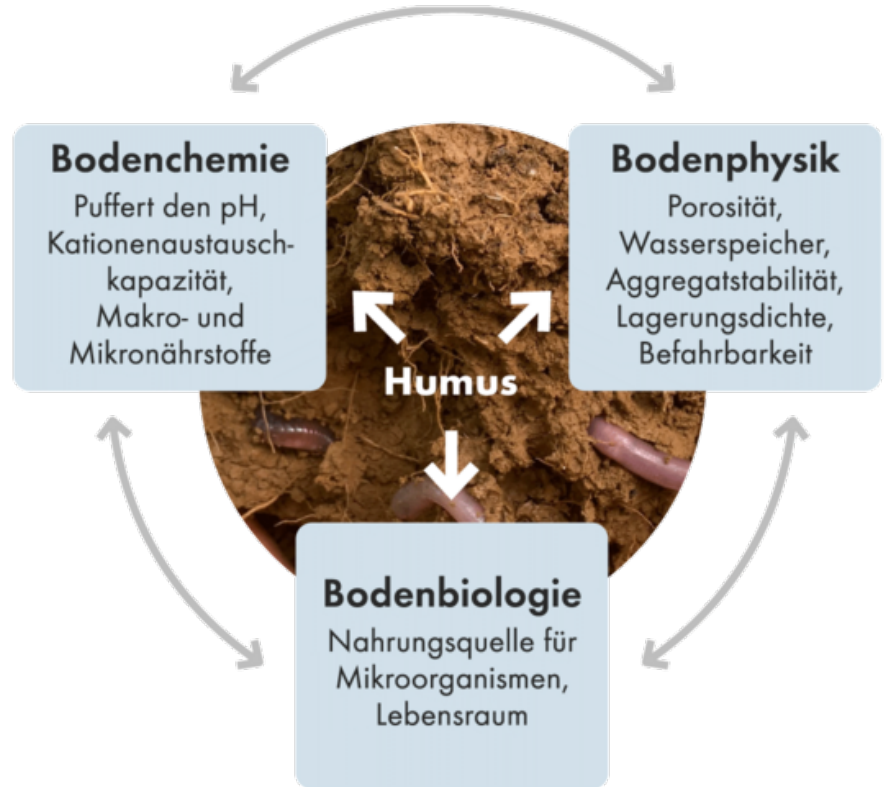 Bodenchemie
Puffert den pH,
Kationenaustausch-
kapazität,
Makro- und
Mikronährstoffe
Bodenphysik
Porosität,
Wasserspeicher,
Aggregatstabilität,
Lagerungsdichte,
Befahrbarkeit
Humus
Bodenbiologie
Nahrungsquelle für
Mikroorganismen,
Lebensraum